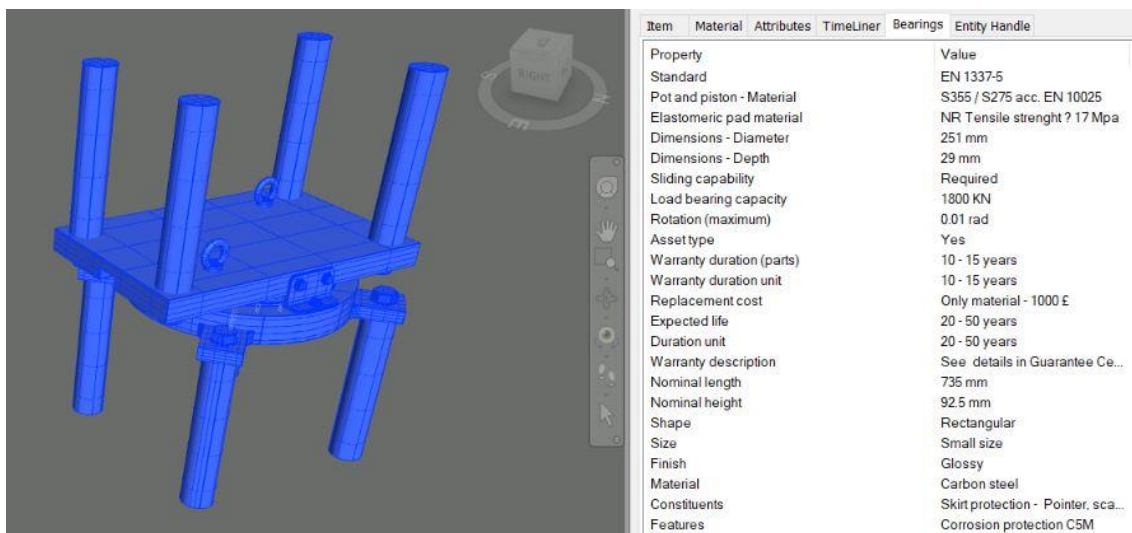 RIGHT
S
E
Item Material Attributes TimeLiner Bearings Entity Handle
Property Value
Standard EN 1337-5
Pot and piston - Material S355 / S275 acc. EN 10025
Elastomeric pad material NR Tensile strenght ? 17 Mpa
Dimensions - Diameter 251 mm
Dimensions - Depth 29 mm
Sliding capability Required
Load bearing capacity 1800 KN
Rotation (maximum) 0.01 rad
Asset type Yes
Warranty duration (parts) 10 - 15 years
Warranty duration unit 10 - 15 years
Replacement cost Only material - 1000 £
Expected life 20 - 50 years
Duration unit 20 - 50 years
Warranty description See details in Guarantee Ce...
Nominal length 735 mm
Nominal height 92.5 mm
Shape Rectangular
Size Small size
Finish Glossy
Material Carbon steel
Constituents Skirt protection - Pointer, sca...
Features Corrosion protection C5M